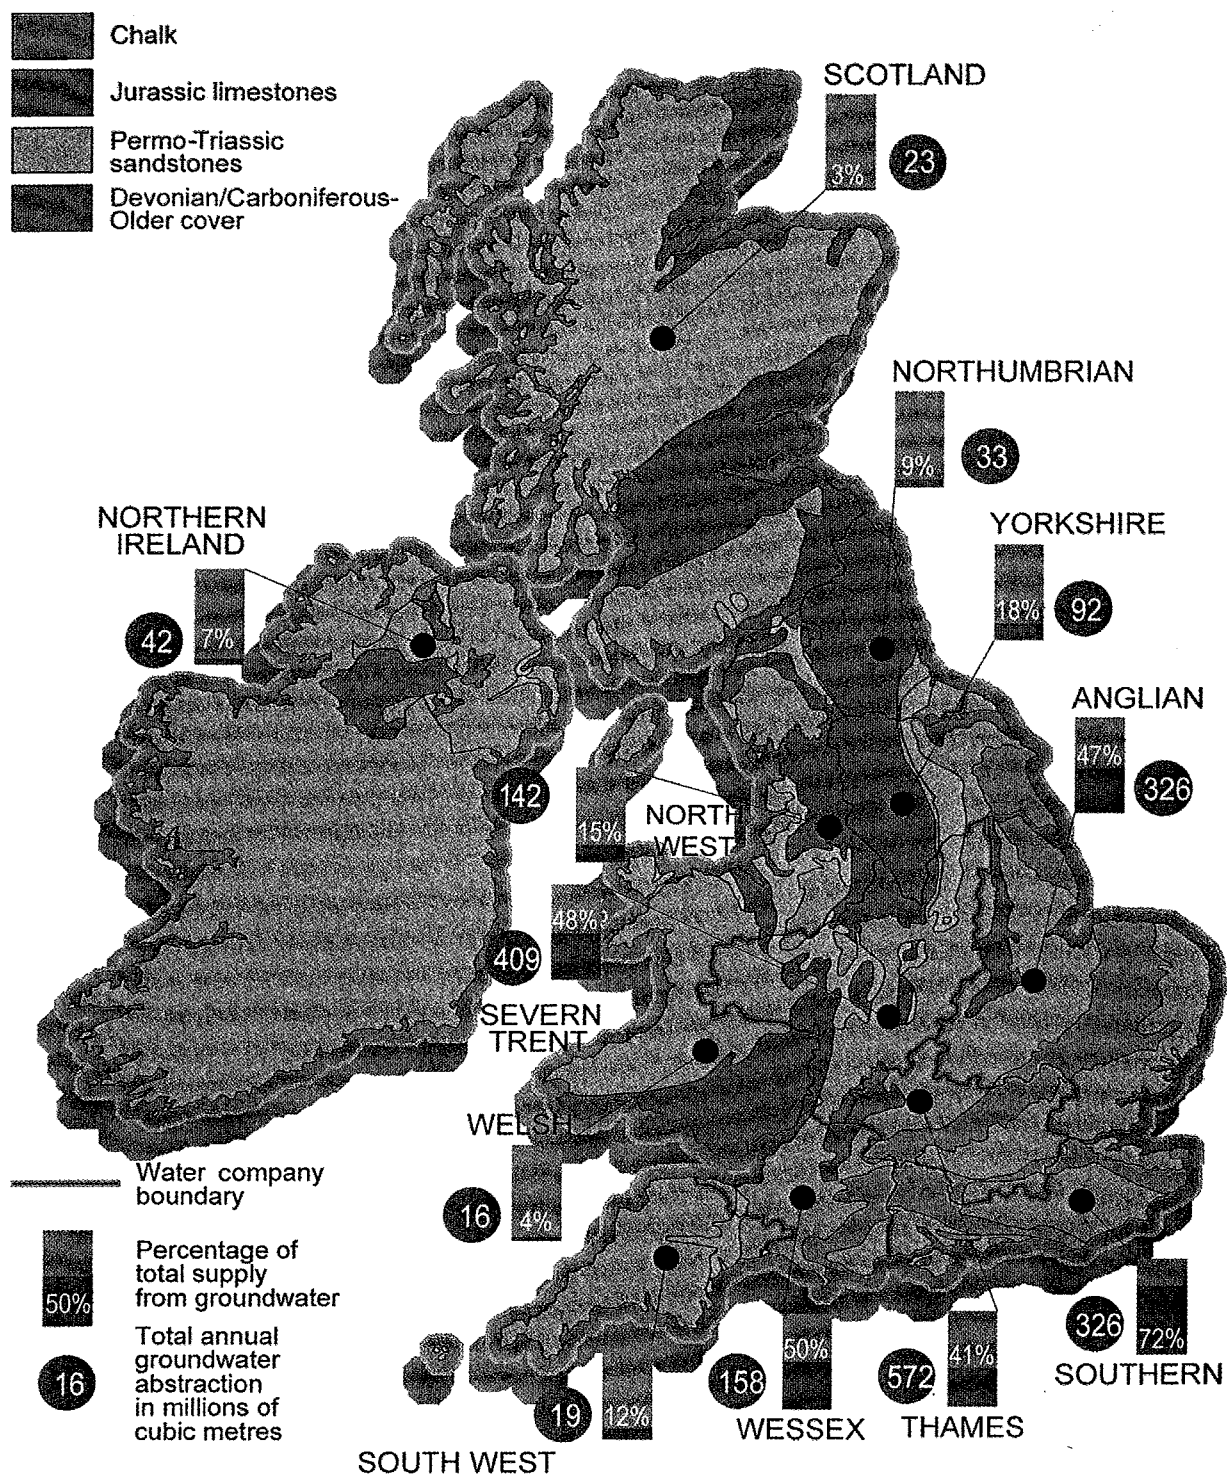 Chalk
Jurassic limestones
Permo-Triassic
sandstones
Devonian/Carboniferous-
Older cover
SCOTLAND
3%
23
NORTHUMBRIAN
9%
33
NORTHERN
IRELAND
42
7%
YORKSHIRE
18%
92
ANGLIAN
47%
326
142
15%
NORTH
WEST
48%
409
SEVERN
TRENT
WELSH
16
4%
Water company
boundary
Percentage of
total supply
from groundwater
50%
Total annual
groundwater
abstraction
in millions of
cubic metres
16
19
12%
SOUTH WEST
158
50%
WESSEX
572
41%
THAMES
326
72%
SOUTHERN